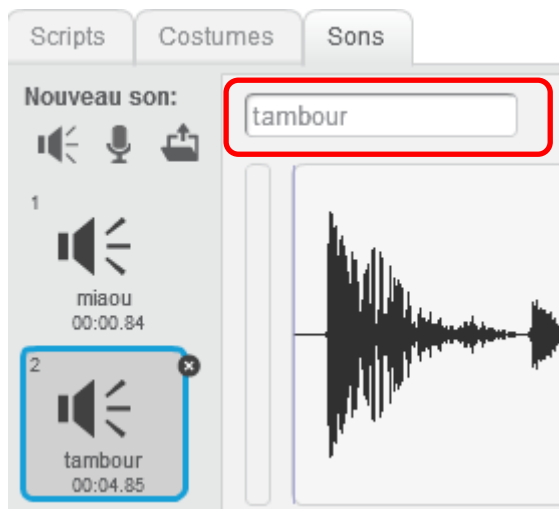 Scripts Costumes Sons
Nouveau son:
tambour
1
miaou
00:00.84
2
tambour
00:04.85